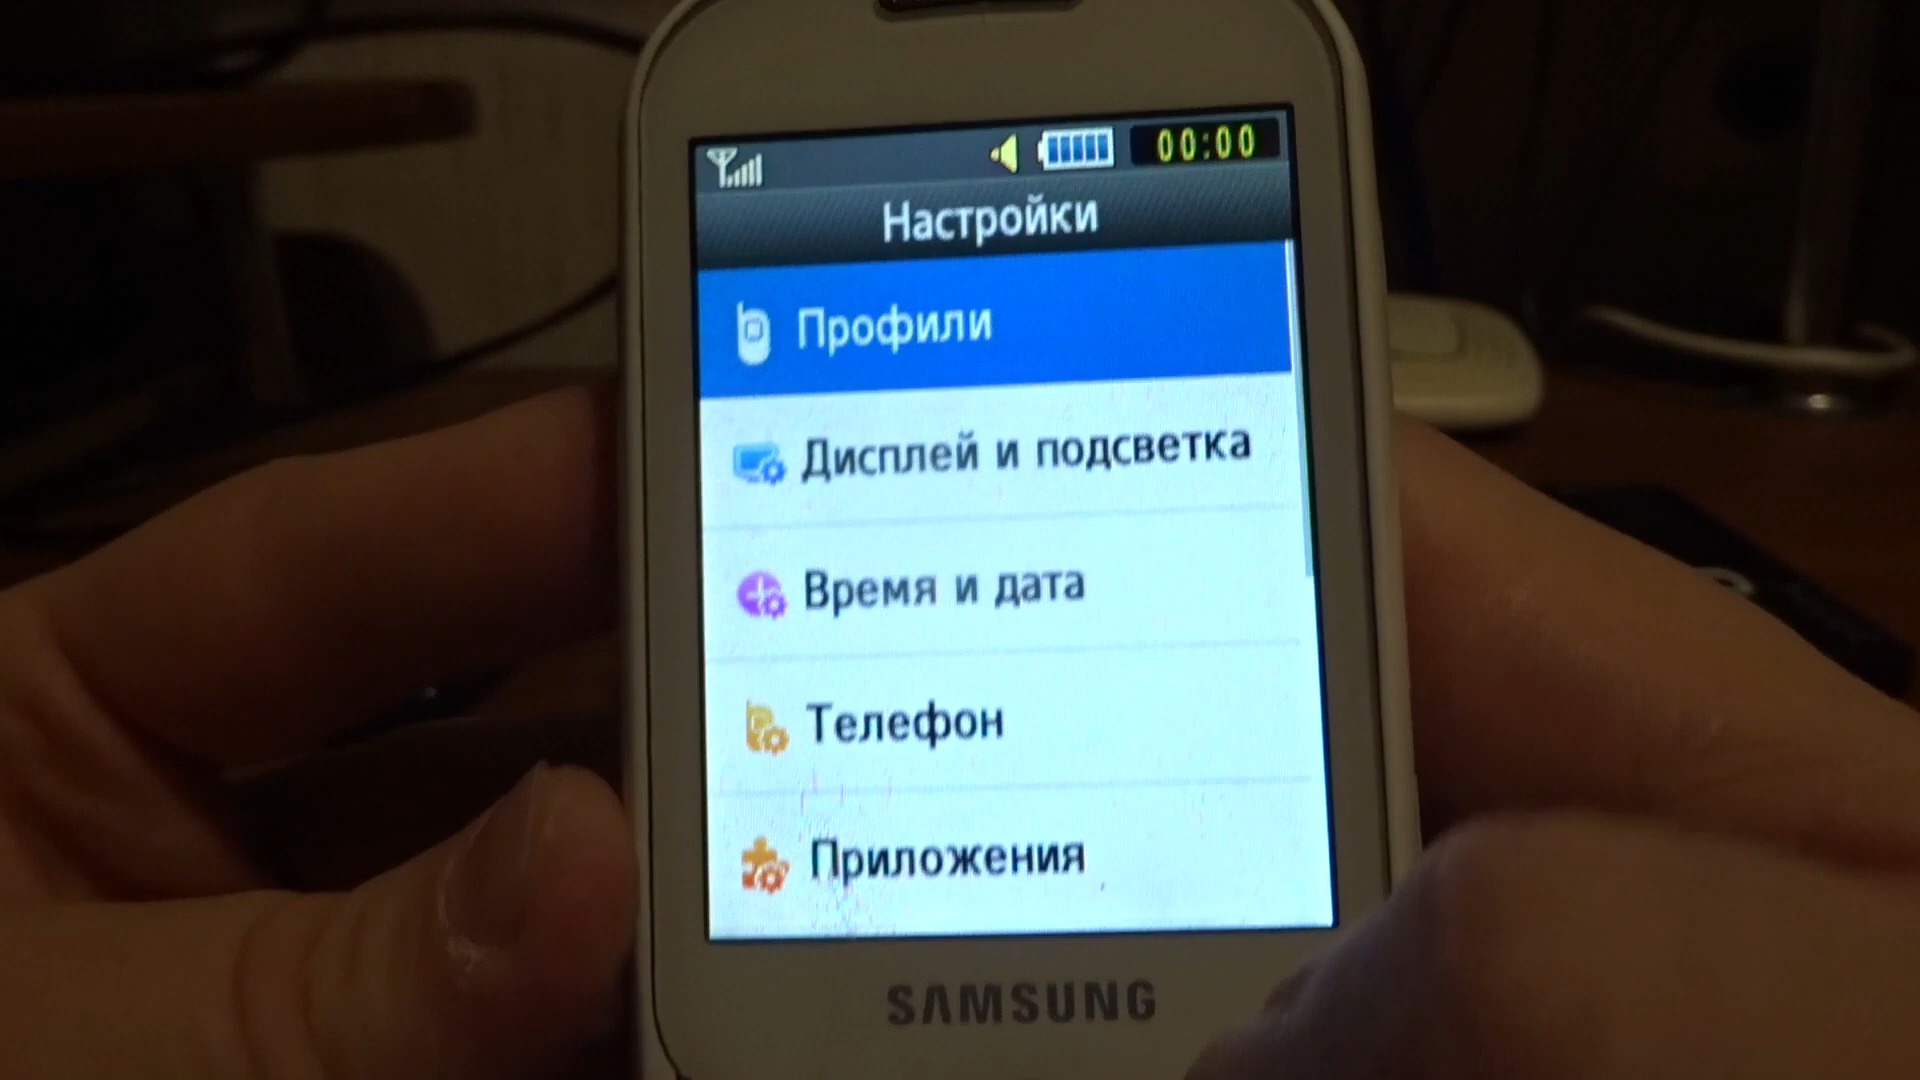 00:00
Настройки
Профили
Дисплей и подсветка
Время и дата
Телефон
Приложения
SAMSUNG